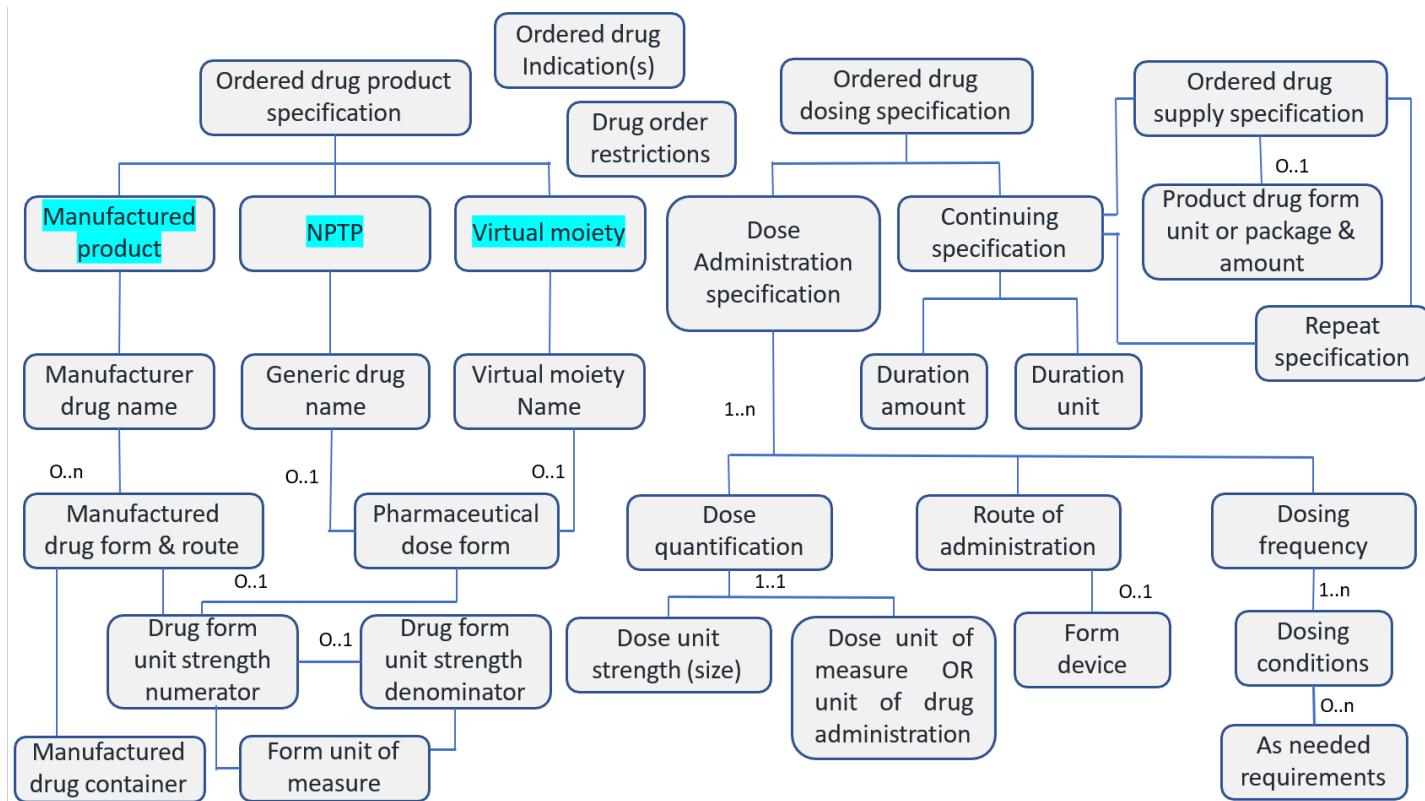 Ordered drug
Indication(s)
Ordered drug product
specification
Ordered drug
dosing specification
Ordered drug
supply specification
Drug order
restrictions
O..1
Manufactured
product
NPTP
Virtual moiety
Dose
Administration
specification
Continuing
specification
Product drug form
unit or package &
amount
Repeat
specification
Manufacturer
drug name
Generic drug
name
Virtual moiety
Name
Duration
amount
Duration
unit
1..n
O..n
O..1
O..1
Manufactured
drug form & route
Pharmaceutical
dose form
Dose
quantification
Route of
administration
Dosing
frequency
O..1
1..1
O..1
1..n
Drug form
unit strength
numerator
O..1
Drug form
unit strength
denominator
Dose unit
strength (size)
Dose unit of
measure OR
unit of drug
administration
Form
device
Dosing
conditions
O..n
Manufactured
drug container
Form unit of
measure
As needed
requirements